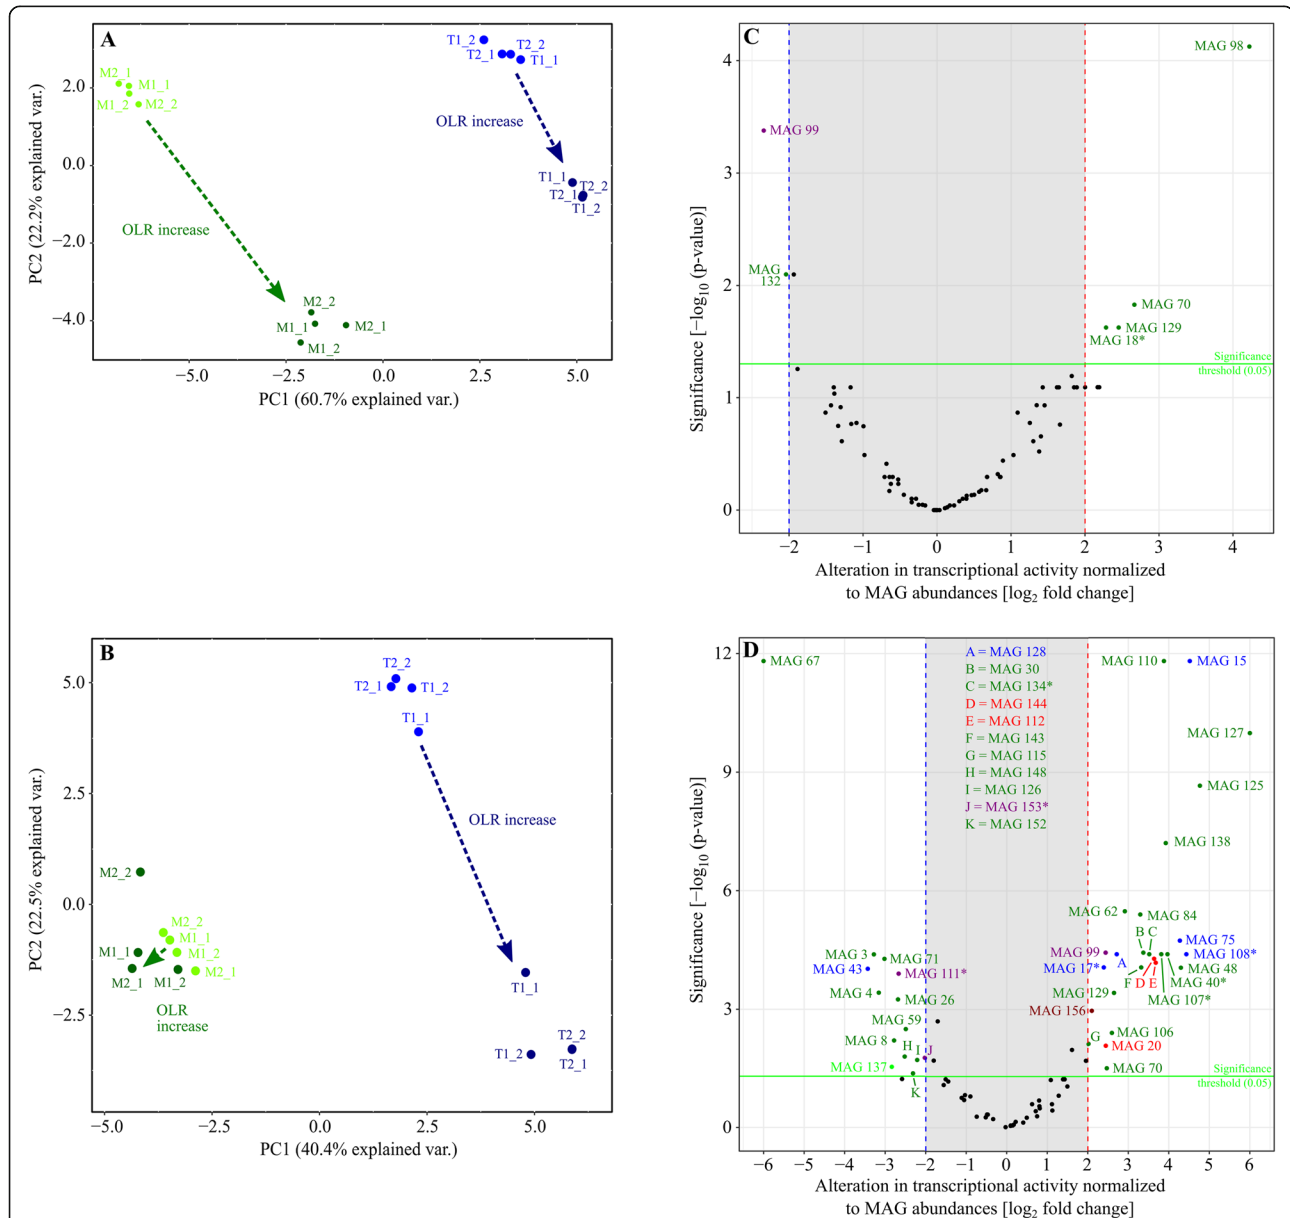 A
PC2 (22.2% explained var.)
2.0
0.0
−2.0
−4.0
M2_1
M1_1
M1_2
M2_2
T1_2
T2_2
T2_1
T1_1
OLR increase
OLR increase
T1_1
T2_2
T2_1
T1_2
M2_2
M1_1
M2_1
M1_2
−5.0
−2.5
0.0
2.5
5.0
PC1 (60.7% explained var.)
C
Significance [−log10 (p-value)]
4
3
2
1
0
MAG 98
MAG 99
MAG
132
MAG 70
MAG 129
MAG 18*
Significance
threshold (0.05)
−2
−1
0
1
2
3
4
Alteration in transcriptional activity normalized
to MAG abundances [log2 fold change]
B
PC2 (22.5% explained var.)
5.0
2.5
0.0
−2.5
T2_2
T2_1
T1_2
T1_1
OLR increase
M2_2
M2_2
M1_1
M1_1
M1_2
M2_1
M1_2
M2_1
OLR
increase
T1_1
T1_2
T2_2
T2_1
−5.0
−2.5
0.0
2.5
5.0
PC1 (40.4% explained var.)
D
Significance [−log10 (p-value)]
12
9
6
3
0
A = MAG 128
B = MAG 30
C = MAG 134*
D = MAG 144
E = MAG 112
F = MAG 143
G = MAG 115
H = MAG 148
I = MAG 126
J = MAG 153*
K = MAG 152
MAG 67
MAG 110
MAG 15
MAG 127
MAG 125
MAG 138
MAG 62
MAG 84
B C
MAG 75
MAG 3
MAG 71
MAG 99
A
MAG 108*
MAG 43
MAG 111*
MAG 17*
MAG 48
F D E
MAG 40*
MAG 4
MAG 26
MAG 129
MAG 107*
MAG 156
MAG 59
MAG 8
H I J
G
MAG 106
MAG 20
MAG 137
MAG 70
K
Significance
threshold (0.05)
−6
−5
−4
−3
−2
−1
0
1
2
3
4
5
6
Alteration in transcriptional activity normalized
to MAG abundances [log2 fold change]